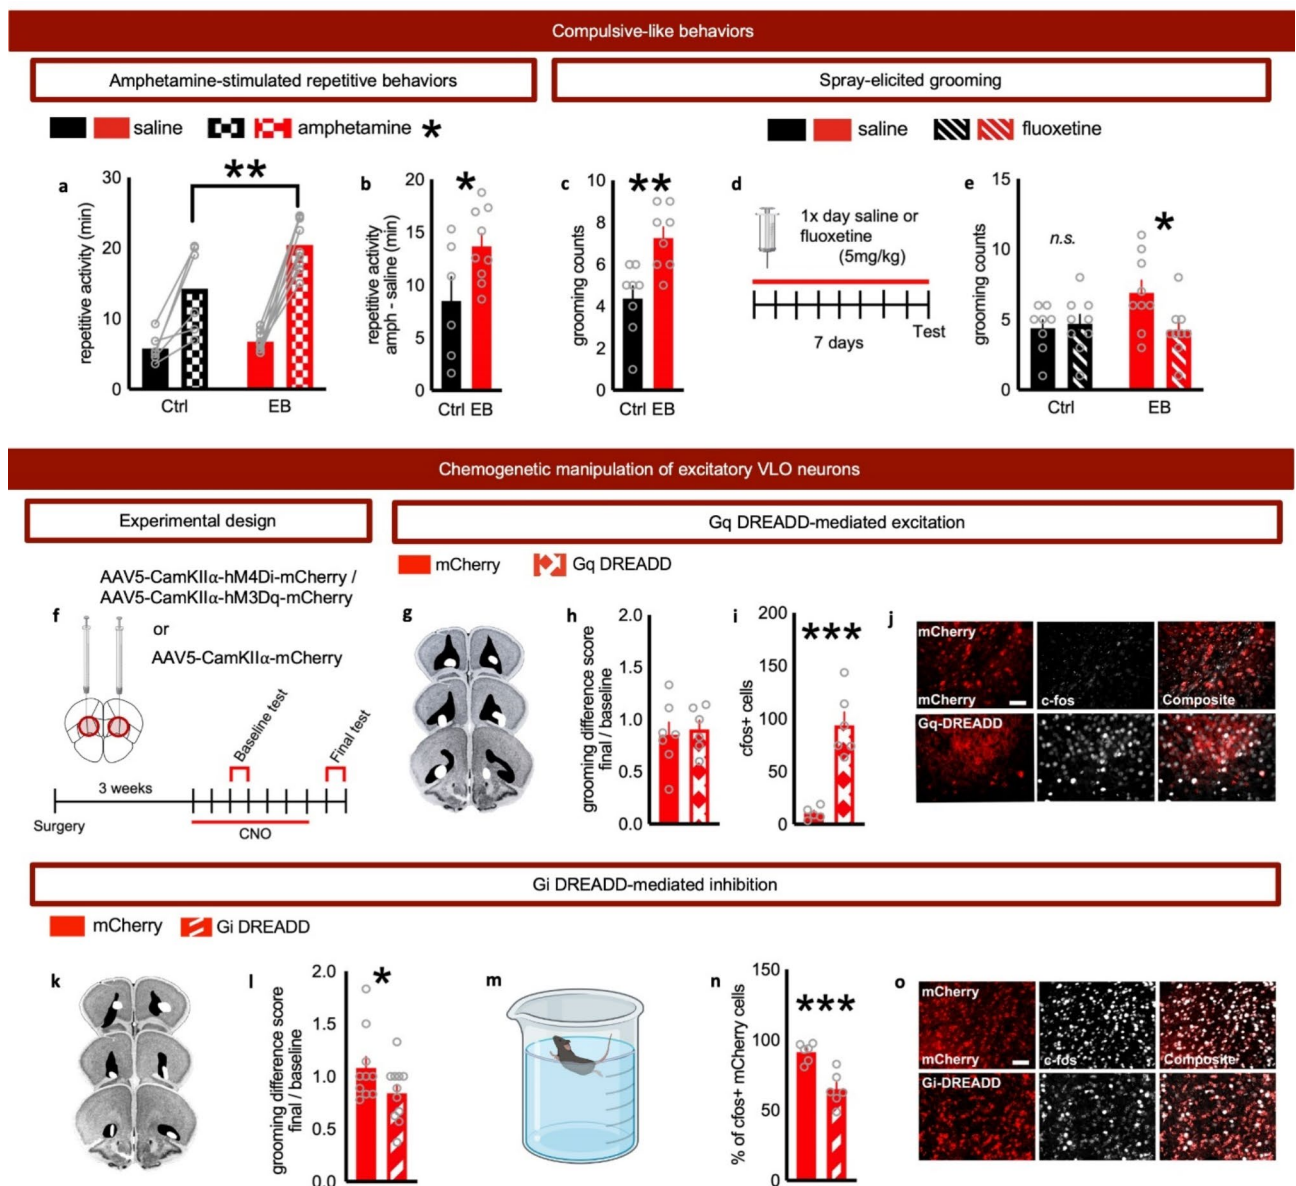 Compulsive-like behaviors
Amphetamine-stimulated repetitive behaviors
Spray-elicited grooming
saline
amphetamine *
saline
fluoxetine
a
30
20
10
0
repetitive activity (min)
**
Ctrl
EB
b
20
15
10
5
0
repetitive activity
amph - saline (min)
*
Ctrl EB
c
10
8
6
4
2
0
grooming counts
**
Ctrl EB
d
1x day saline or
fluoxetine
(5mg/kg)
7 days
Test
e
15
10
5
0
grooming counts
n.s.
*
Ctrl
EB
Chemogenetic manipulation of excitatory VLO neurons
Experimental design
Gq DREADD-mediated excitation
mCherry
Gq DREADD
f
AAV5-CamKIIα-hM4Di-mCherry /
AAV5-CamKIIα-hM3Dq-mCherry
or
AAV5-CamKIIα-mCherry
Baseline test
Final test
3 weeks
Surgery
CNO
g
h
2.0
1.5
1.0
0.5
0.0
grooming difference score
final / baseline
i
200
150
100
50
0
cfos+ cells
***
j
mCherry
mCherry
c-fos
Composite
Gq-DREADD
Gi DREADD-mediated inhibition
mCherry
Gi DREADD
k
l
2.0
1.5
1.0
0.5
0.0
grooming difference score
final / baseline
*
m
n
150
100
50
0
% of cfos+ mCherry cells
***
o
mCherry
mCherry
c-fos
Composite
Gi-DREADD